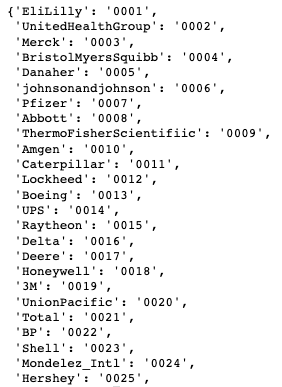 {'EliLilly': '0001',
'UnitedHealthGroup': '0002',
'Merck': '0003',
'BristolMyersSquibb': '0004',
'Danaher': '0005',
'johnsonandjohnson': '0006',
'Pfizer': '0007',
'Abbott': '0008',
'ThermoFisherScientifiic': '0009',
'Amgen': '0010',
'Caterpillar': '0011',
'Lockheed': '0012',
'Boeing': '0013',
'UPS': '0014',
'Raytheon': '0015',
'Delta': '0016',
'Deere': '0017',
'Honeywell': '0018',
'3M': '0019',
'UnionPacific': '0020',
'Total': '0021',
'BP': '0022',
'Shell': '0023',
'Mondelez_Intl': '0024',
'Hershey': '0025',